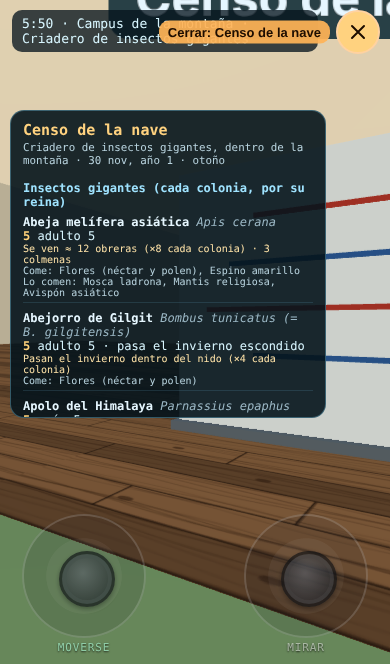 Censo de la
5:50 · Campus de la montaña ·
Criadero de insectos gigantes
Cerrar: Censo de la nave
Censo de la nave
Criadero de insectos gigantes, dentro de la
montaña · 30 nov, año 1 · otoño
Insectos gigantes (cada colonia, por su
reina)
Abeja melífera asiática Apis cerana
5 adulto 5
Se ven ≈ 12 obreras (×8 cada colonia) · 3
colmenas
Come: Flores (néctar y polen), Espino amarillo
Lo comen: Mosca ladrona, Mantis religiosa,
Avispón asiático
Abejorro de Gilgit Bombus tunicatus (=
B. gilgitensis)
5 adulto 5 · pasa el invierno escondido
Pasan el invierno dentro del nido (×4 cada
colonia)
Come: Flores (néctar y polen)
Apolo del Himalaya Parnassius epaphus
MOVERSE
MIRAR